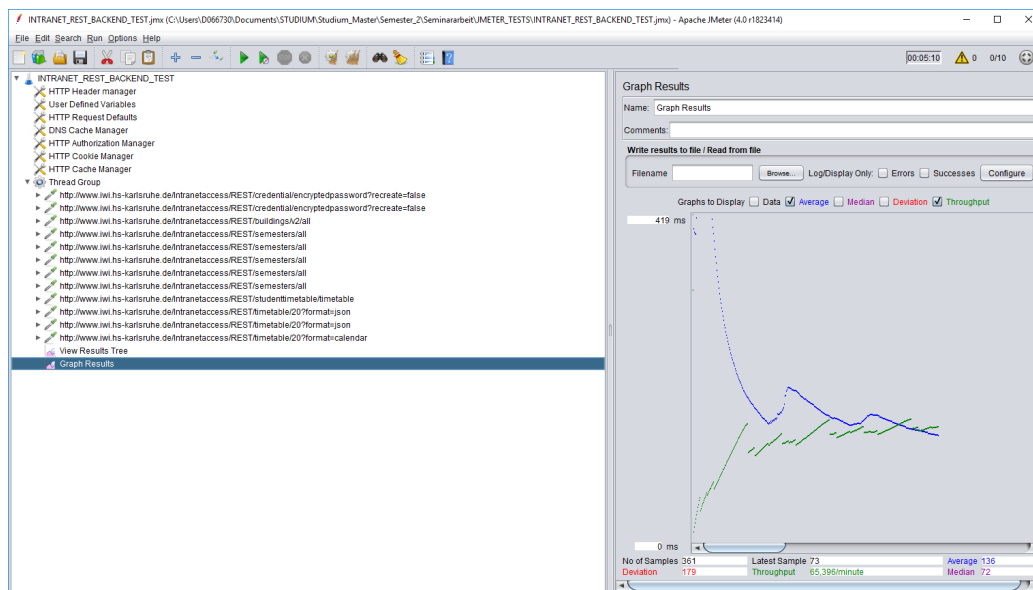 INTRANET_REST_BACKEND_TEST.jmx (C:\Users\D066730\Documents\STUDIUM\Studium_Master\Semester_2\Seminararbeit\JMETER_TESTS\INTRANET_REST_BACKEND_TEST.jmx) - Apache JMeter (4.0 r1823414)
File Edit Search Run Options Help
00:05:10 0 0/10
INTRANET_REST_BACKEND_TEST
HTTP Header manager
User Defined Variables
HTTP Request Defaults
DNS Cache Manager
HTTP Authorization Manager
HTTP Cookie Manager
HTTP Cache Manager
Thread Group
http://www.iwi.hs-karlsruhe.de/Intranetaccess/REST/credential/encryptedpassword?recreate=false
http://www.iwi.hs-karlsruhe.de/Intranetaccess/REST/credential/encryptedpassword?recreate=false
http://www.iwi.hs-karlsruhe.de/Intranetaccess/REST/buildings/v2/all
http://www.iwi.hs-karlsruhe.de/Intranetaccess/REST/semesters/all
http://www.iwi.hs-karlsruhe.de/Intranetaccess/REST/semesters/all
http://www.iwi.hs-karlsruhe.de/Intranetaccess/REST/semesters/all
http://www.iwi.hs-karlsruhe.de/Intranetaccess/REST/semesters/all
http://www.iwi.hs-karlsruhe.de/Intranetaccess/REST/semesters/all
http://www.iwi.hs-karlsruhe.de/Intranetaccess/REST/studenttimetable/timetable
http://www.iwi.hs-karlsruhe.de/Intranetaccess/REST/timetable/20?format=json
http://www.iwi.hs-karlsruhe.de/Intranetaccess/REST/timetable/20?format=json
http://www.iwi.hs-karlsruhe.de/Intranetaccess/REST/timetable/20?format=calendar
View Results Tree
Graph Results
Graph Results
Name: Graph Results
Comments:
Write results to file / Read from file
Filename Browse... Log/Display Only: Errors Successes Configure
Graphs to Display Data Average Median Deviation Throughput
419 ms
0 ms
No of Samples 361 Latest Sample 73 Average 136
Deviation 179 Throughput 65,396/minute Median 72